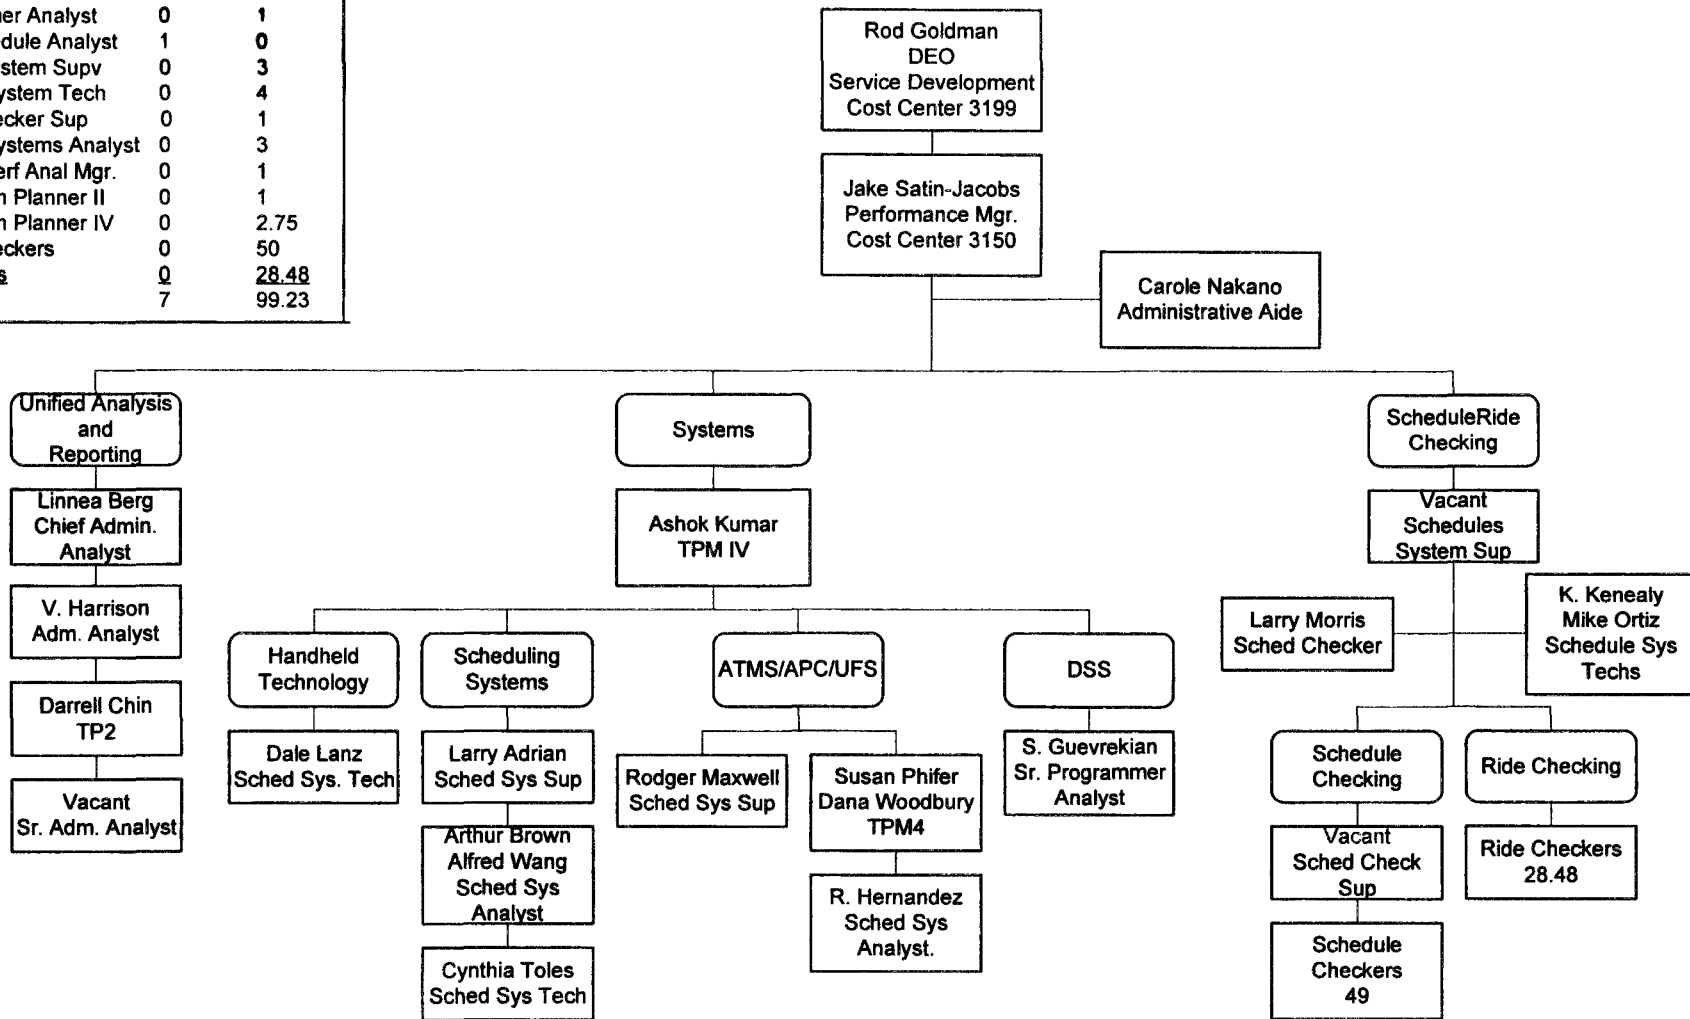 Analyst 0 1
Analyst 1 0
Supv 0 3
Tech 0 4
Sup 0 1
Analyst 0 3
Anal Mgr. 0 1
Planner II 0 1
Planner IV 0 2.75
0 50
0 28.48
7 99.23
Rod Goldman
DEO
Service Development
Cost Center 3199
Jake Satin-Jacobs
Performance Mgr.
Cost Center 3150
Carole Nakano
Administrative Aide
Unified Analysis
and
Reporting
Linnea Berg
Chief Admin.
Analyst
V. Harrison
Adm. Analyst
Darrell Chin
TP2
Vacant
Sr. Adm. Analyst
Systems
Ashok Kumar
TPM IV
Handheld
Technology
Dale Lanz
Sched Sys. Tech
Scheduling
Systems
Larry Adrian
Sched Sys Sup
Arthur Brown
Alfred Wang
Sched Sys
Analyst
Cynthia Toles
Sched Sys Tech
ATMS/APC/UFS
Rodger Maxwell
Sched Sys Sup
Susan Phifer
Dana Woodbury
TPM4
R. Hernandez
Sched Sys
Analyst.
DSS
S. Guevrekian
Sr. Programmer
Analyst
ScheduleRide
Checking
Vacant
Schedules
System Sup
Larry Morris
Sched Checker
K. Kenealy
Mike Ortiz
Schedule Sys
Techs
Schedule
Checking
Vacant
Sched Check
Sup
Schedule
Checkers
49
Ride Checking
Ride Checkers
28.48